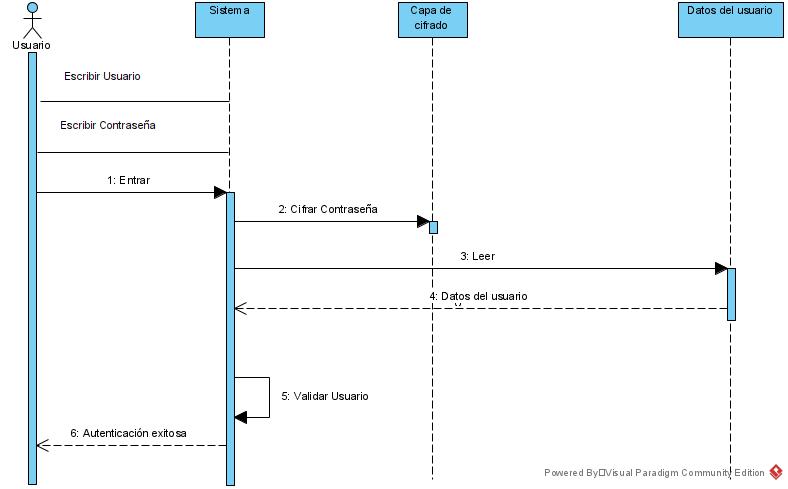 Usuario
Sistema
Capa de
cifrado
Datos del usuario
Escribir Usuario
Escribir Contraseña
1: Entrar
2: Cifrar Contraseña
3: Leer
4: Datos del usuario
5: Validar Usuario
6: Autenticación exitosa
Powered By Visual Paradigm Community Edition